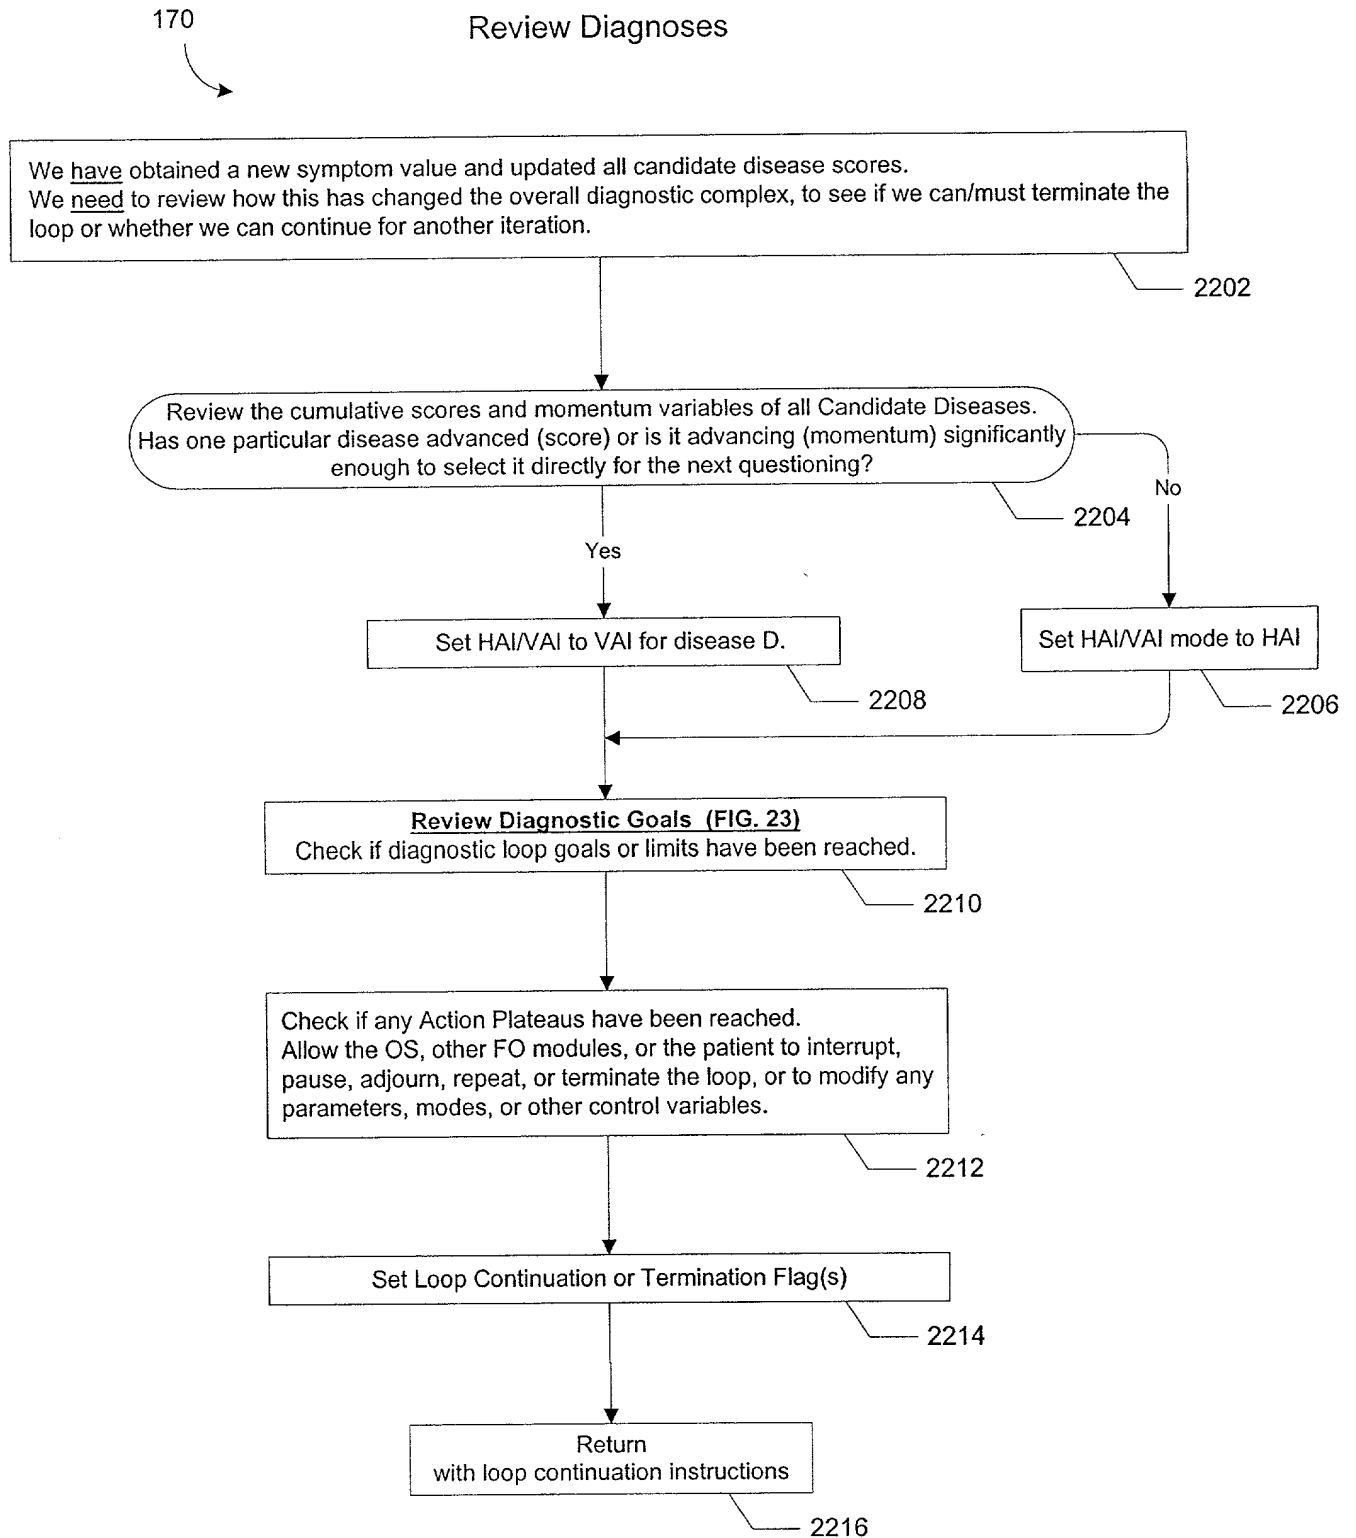 170
Review Diagnoses
We have obtained a new symptom value and updated all candidate disease scores.
We need to review how this has changed the overall diagnostic complex, to see if we can/must terminate the
loop or whether we can continue for another iteration.
2202
Review the cumulative scores and momentum variables of all Candidate Diseases.
Has one particular disease advanced (score) or is it advancing (momentum) significantly
enough to select it directly for the next questioning?
No
2204
Yes
Set HAI/VAI to VAI for disease D.
Set HAI/VAI mode to HAI
2208
2206
Review Diagnostic Goals (FIG. 23)
Check if diagnostic loop goals or limits have been reached.
2210
Check if any Action Plateaus have been reached.
Allow the OS, other FO modules, or the patient to interrupt,
pause, adjourn, repeat, or terminate the loop, or to modify any
parameters, modes, or other control variables.
2212
Set Loop Continuation or Termination Flag(s)
2214
Return
with loop continuation instructions
2216